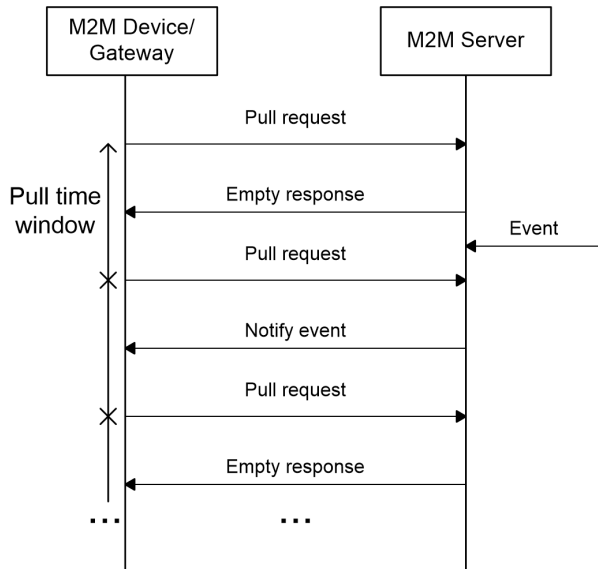 M2M Device/
Gateway
M2M Server
Pull request
Pull time
window
Empty response
Event
Pull request
Notify event
Pull request
Empty response
...
...